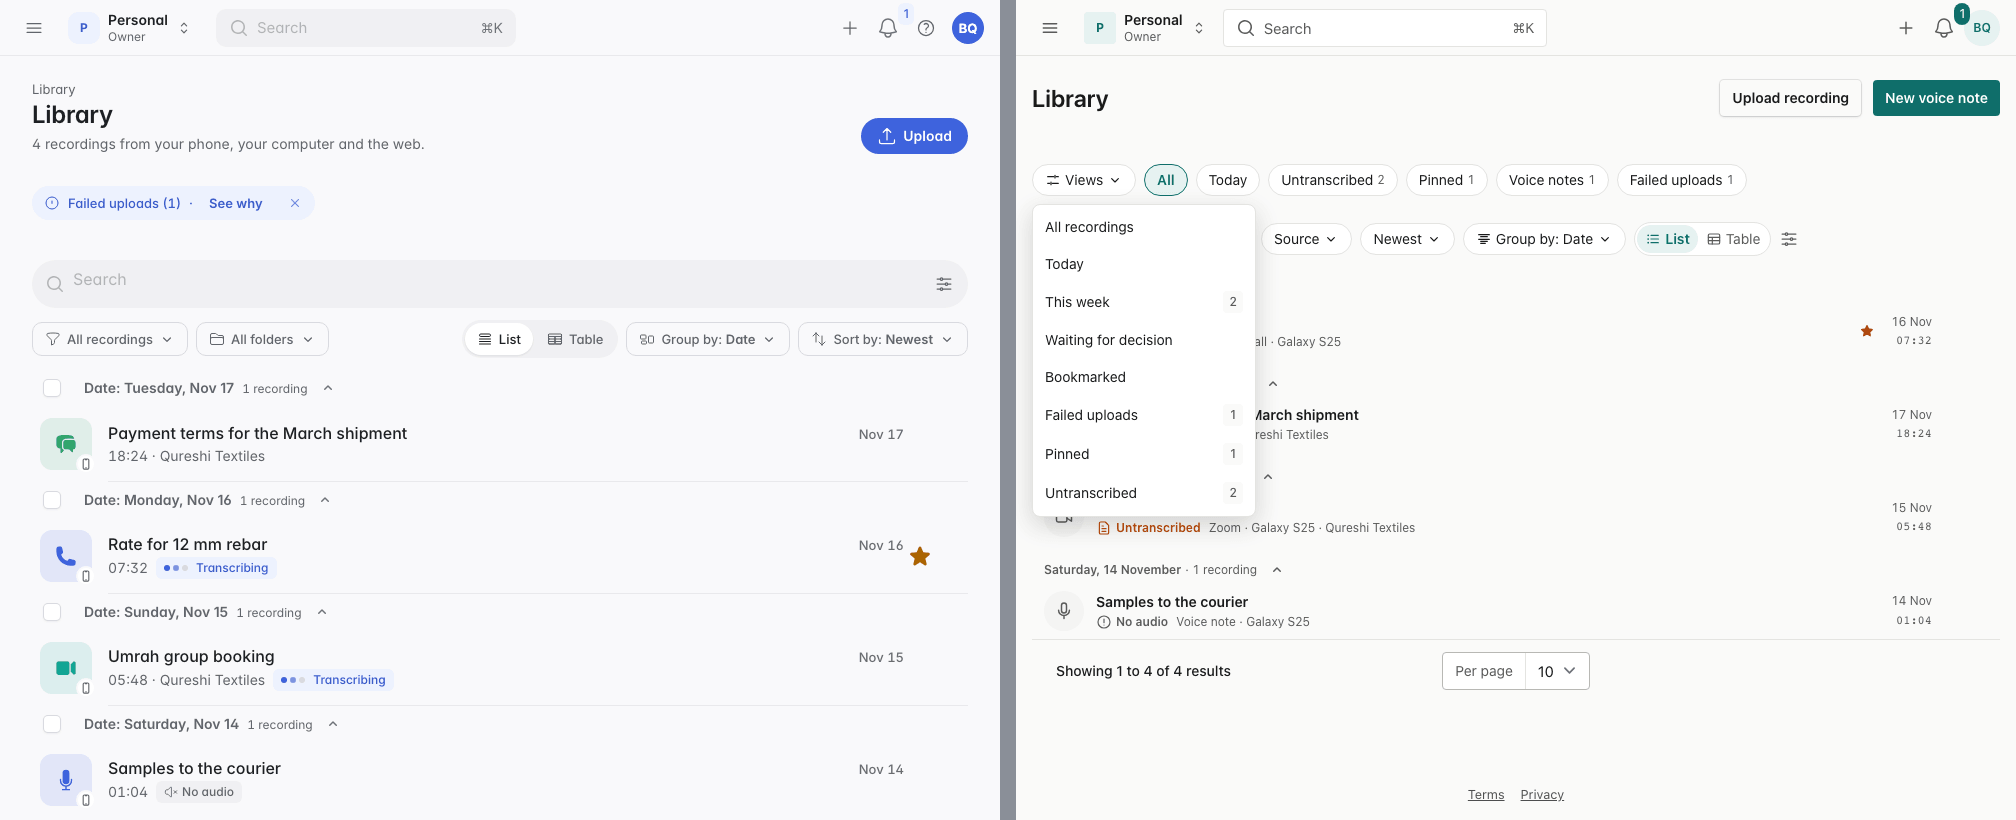 P Personal
Owner
Search ⌘K
1
BQ
Library
Library
4 recordings from your phone, your computer and the web.
Upload
Failed uploads (1) · See why
Search
All recordings
All folders
List
Table
Group by: Date
Sort by: Newest
Date: Tuesday, Nov 17 1 recording
Payment terms for the March shipment
Nov 17
18:24 · Qureshi Textiles
Date: Monday, Nov 16 1 recording
Rate for 12 mm rebar
Nov 16
07:32 Transcribing
Date: Sunday, Nov 15 1 recording
Umrah group booking
Nov 15
05:48 · Qureshi Textiles Transcribing
Date: Saturday, Nov 14 1 recording
Samples to the courier
Nov 14
01:04 No audio
P Personal
Owner
Search ⌘K
1
BQ
Library
Upload recording
New voice note
Views
All
Today
Untranscribed 2
Pinned 1
Voice notes 1
Failed uploads 1
All recordings
Today
This week 2
Waiting for decision
Bookmarked
Failed uploads 1
Pinned 1
Untranscribed 2
Source
Newest
Group by: Date
List
Table
16 Nov
all · Galaxy S25
07:32
March shipment
17 Nov
reshi Textiles
18:24
15 Nov
Untranscribed Zoom · Galaxy S25 · Qureshi Textiles
05:48
Saturday, 14 November · 1 recording
Samples to the courier
14 Nov
No audio Voice note · Galaxy S25
01:04
Showing 1 to 4 of 4 results
Per page 10
Terms Privacy